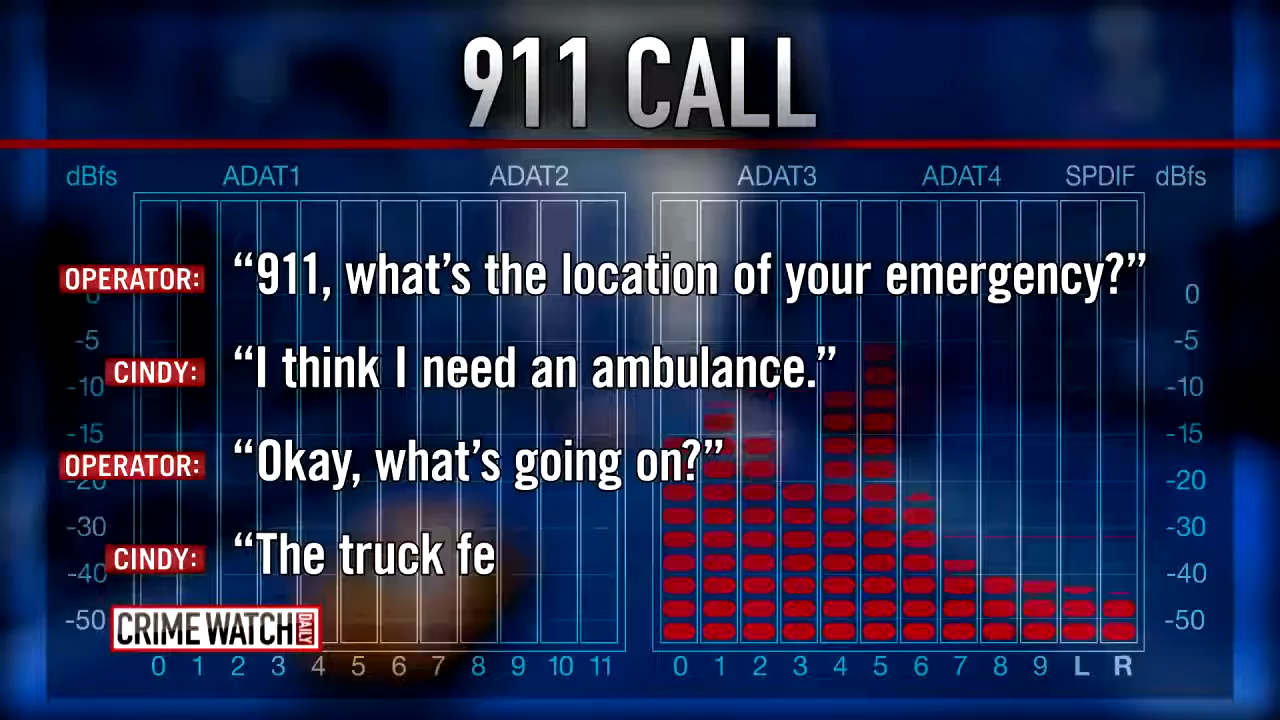 911 CALL
dBfs ADAT1 ADAT2 ADAT3 ADAT4 SPDIF dBfs
OPERATOR: “911, what’s the location of your emergency?”
0 0
-5 -5
CINDY: “I think I need an ambulance.”
-10 -10
-15 -15
OPERATOR: “Okay, what’s going on?”
-20 -20
-30 -30
CINDY: “The truck fe
-40 -40
-50 -50
CRIME WATCH DAILY
0 1 2 3 4 5 6 7 8 9 10 11 0 1 2 3 4 5 6 7 8 9 L R